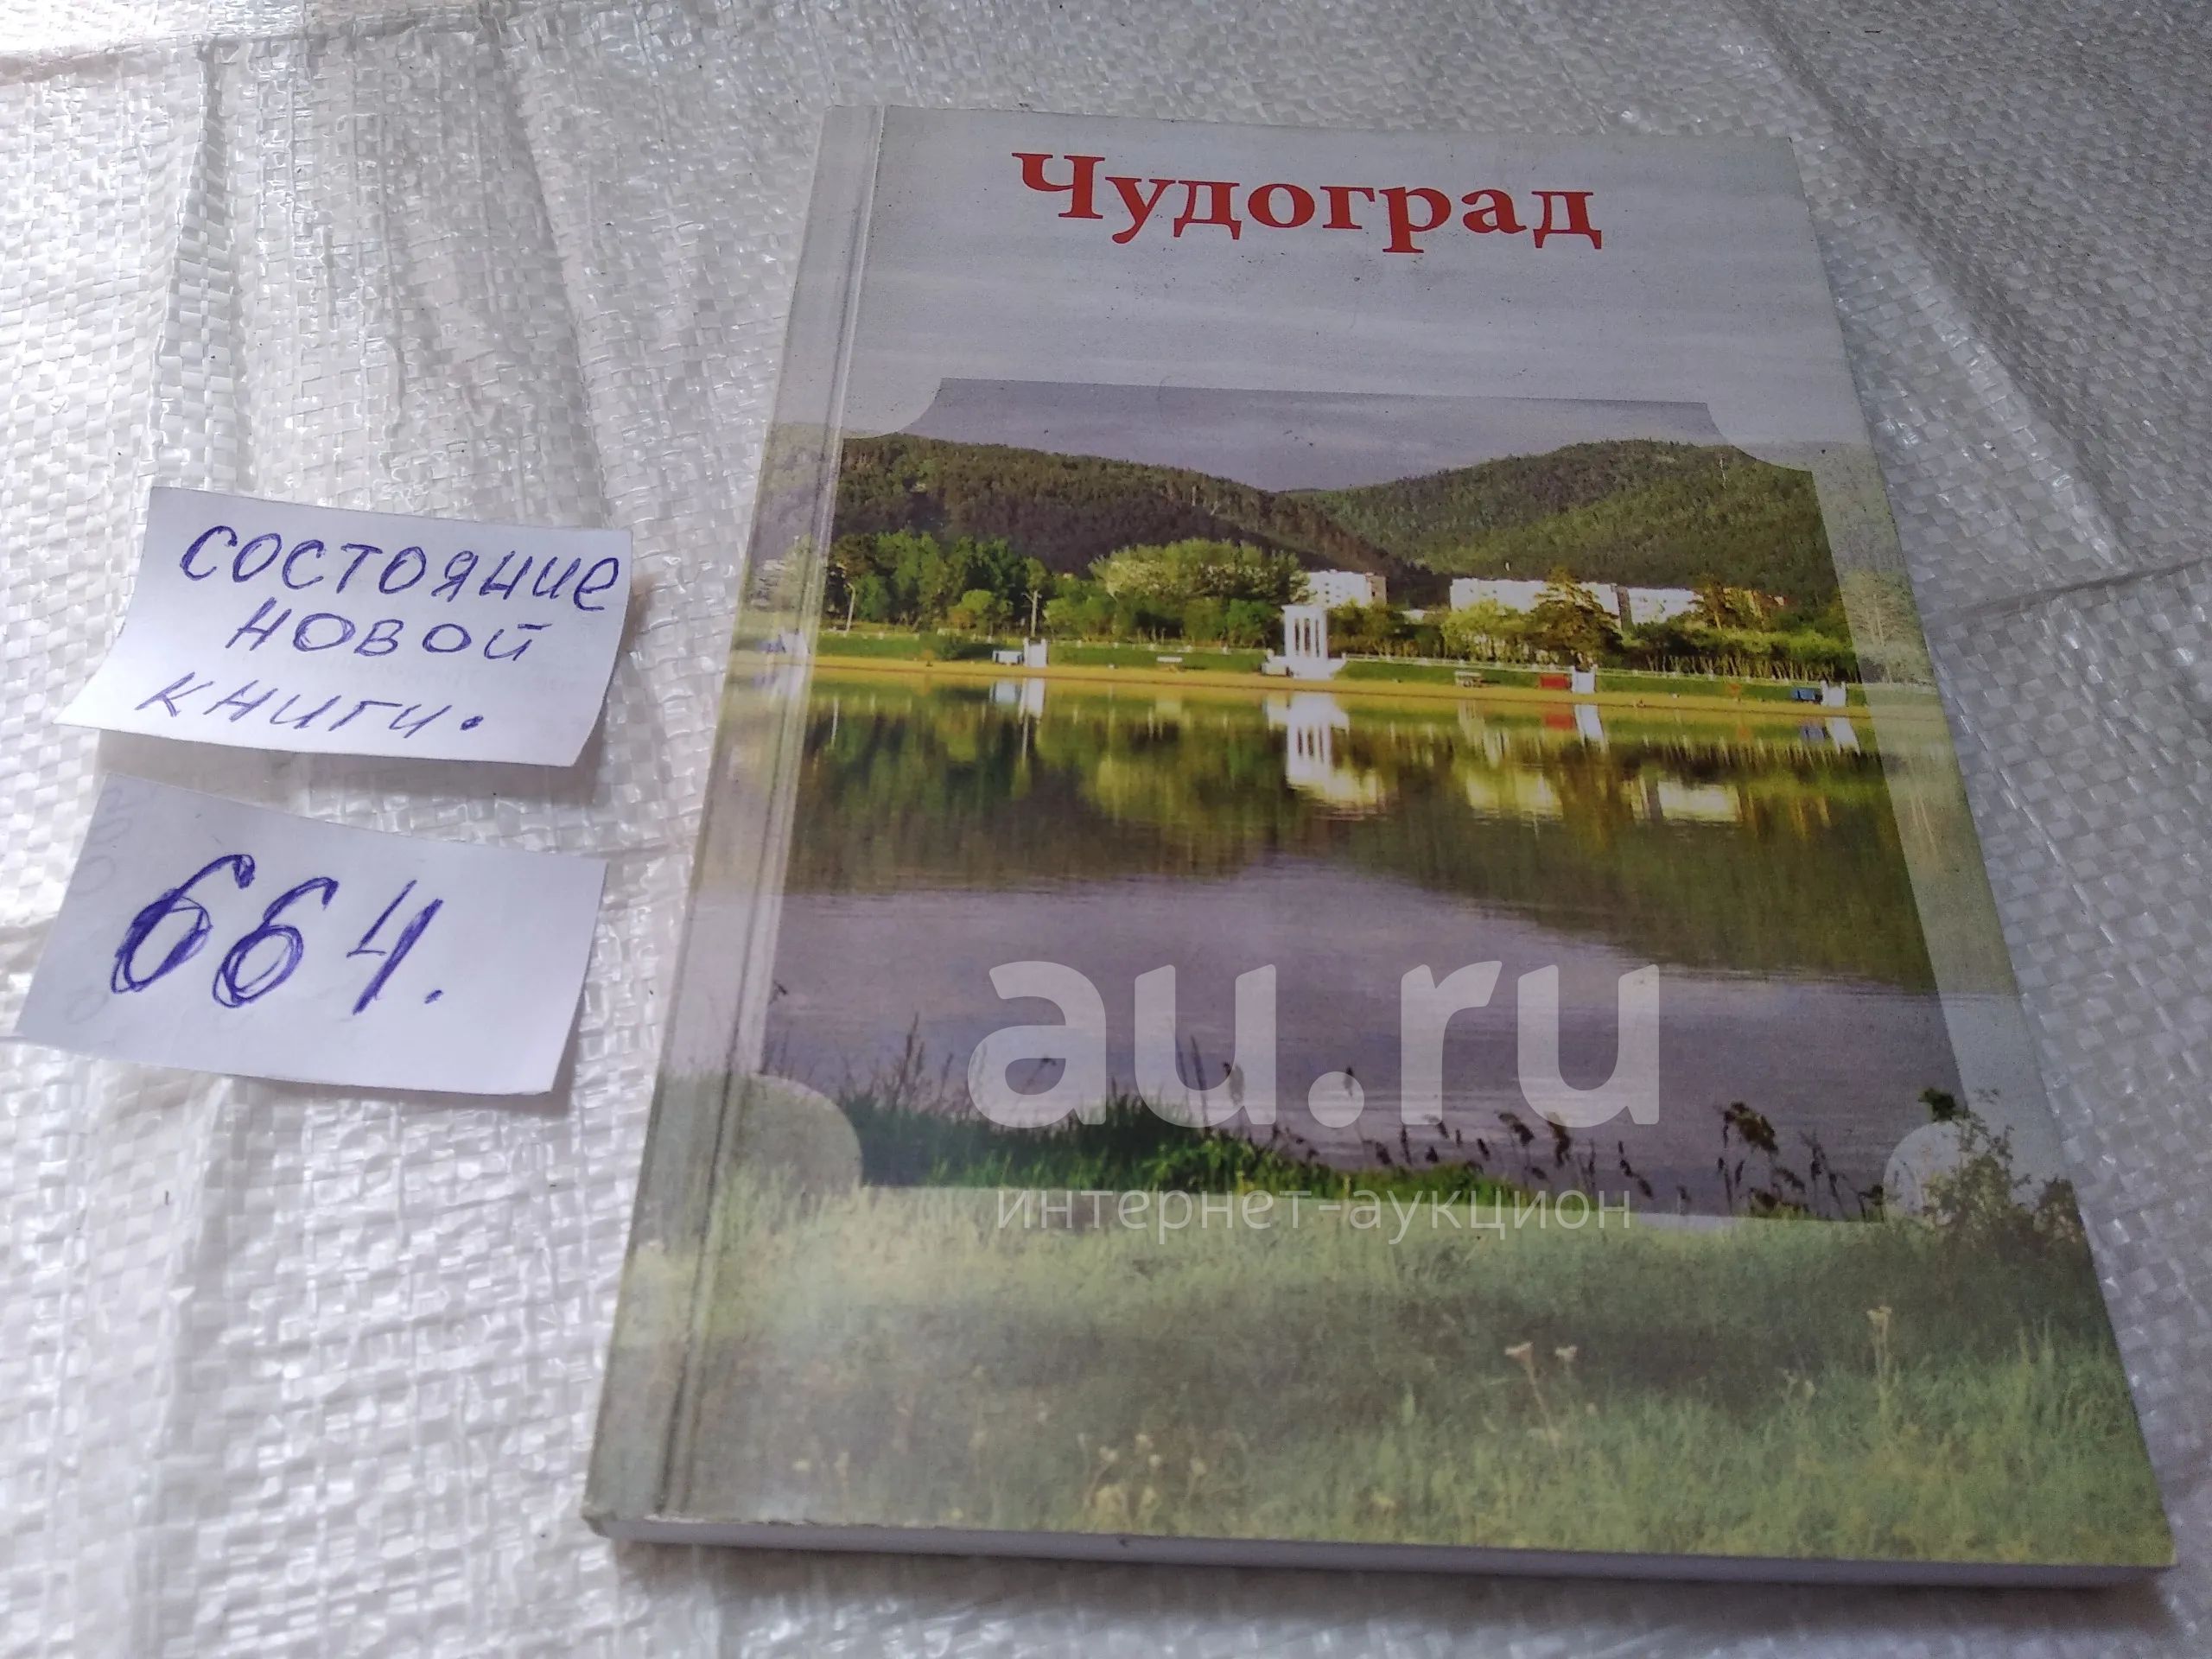 Чудоград
состояние
новой
книги.
664.
au.ru
интернет-аукцион